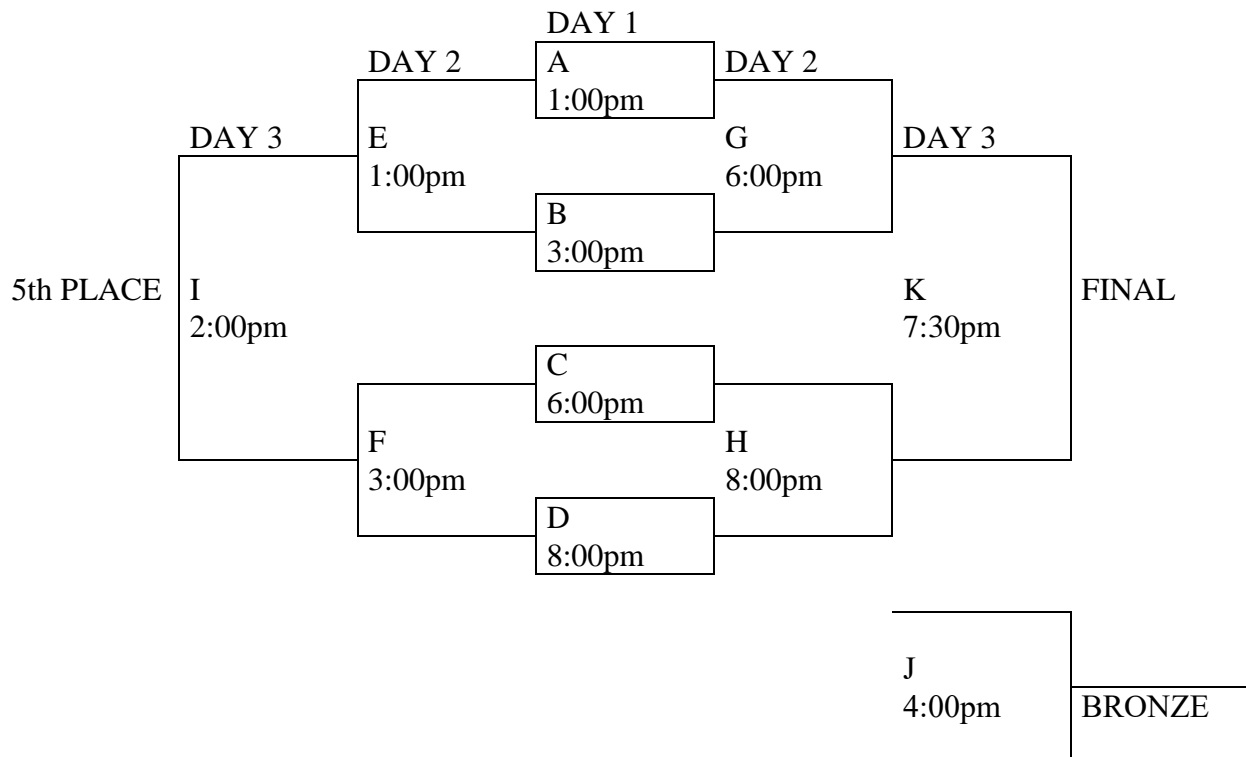 DAY 1
DAY 2
A
DAY 2
1:00pm
DAY 3
E
G
DAY 3
1:00pm
6:00pm
B
3:00pm
5th PLACE
I
K
FINAL
2:00pm
7:30pm
C
6:00pm
F
H
3:00pm
8:00pm
D
8:00pm
J
4:00pm
BRONZE